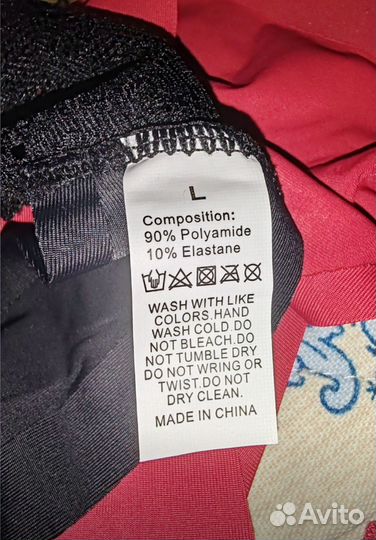 L
Composition:
90% Polyamide
10% Elastane
WASH WITH LIKE
COLORS.HAND
WASH COLD.DO
NOT BLEACH.DO
NOT TUMBLE DRY
DO NOT WRING OR
TWIST.DO NOT
DRY CLEAN.
MADE IN CHINA
Avito